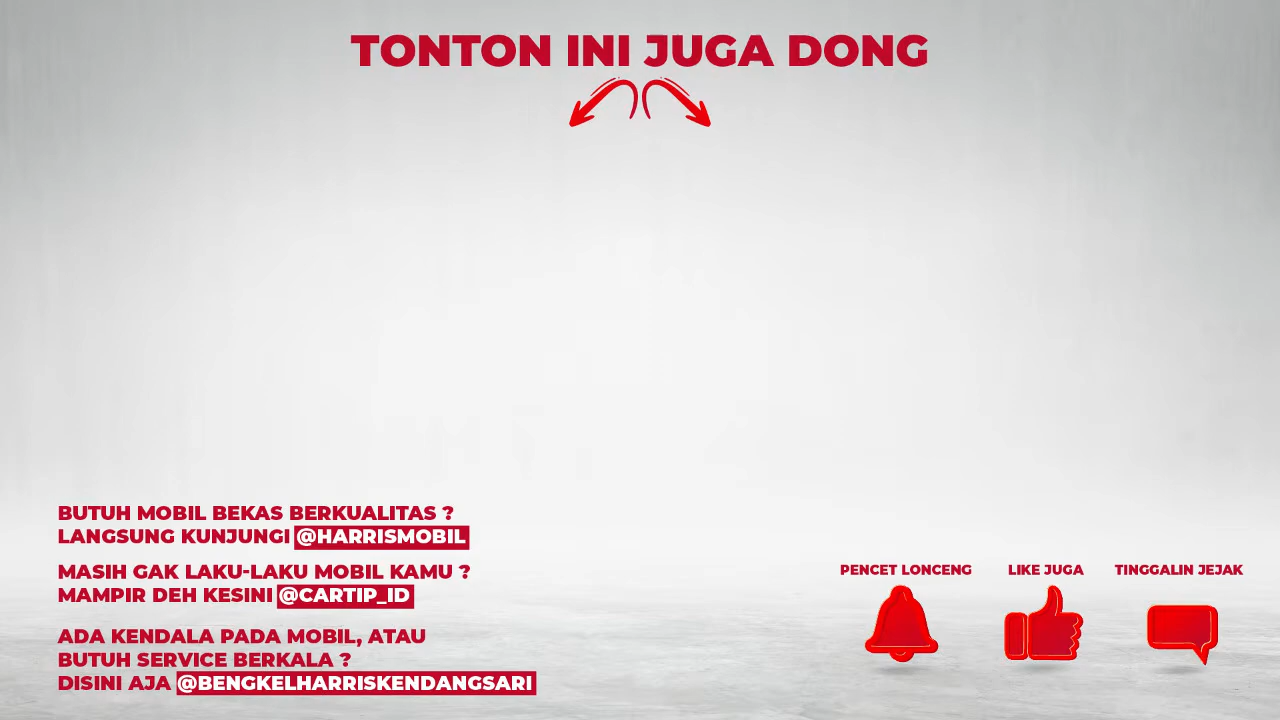 TONTON INI JUGA DONG
BUTUH MOBIL BEKAS BERKUALITAS ?
LANGSUNG KUNJUNGI @HARRISMOBIL
MASIH GAK LAKU-LAKU MOBIL KAMU ?
MAMPIR DEH KESINI @CARTIP_ID
ADA KENDALA PADA MOBIL, ATAU
BUTUH SERVICE BERKALA ?
DISINI AJA @BENGKELHARRISKENDANGSARI
PENCET LONCENG
LIKE JUGA
TINGGALIN JEJAK